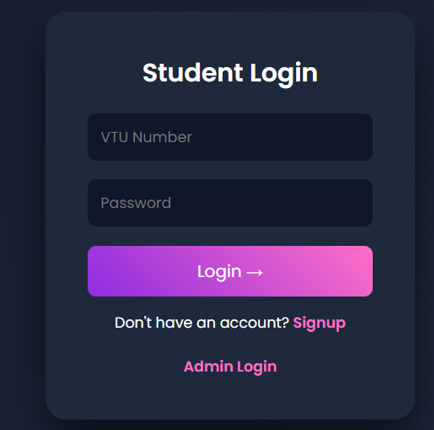 Student Login
VTU Number
Password
Login →
Don't have an account? Signup
Admin Login